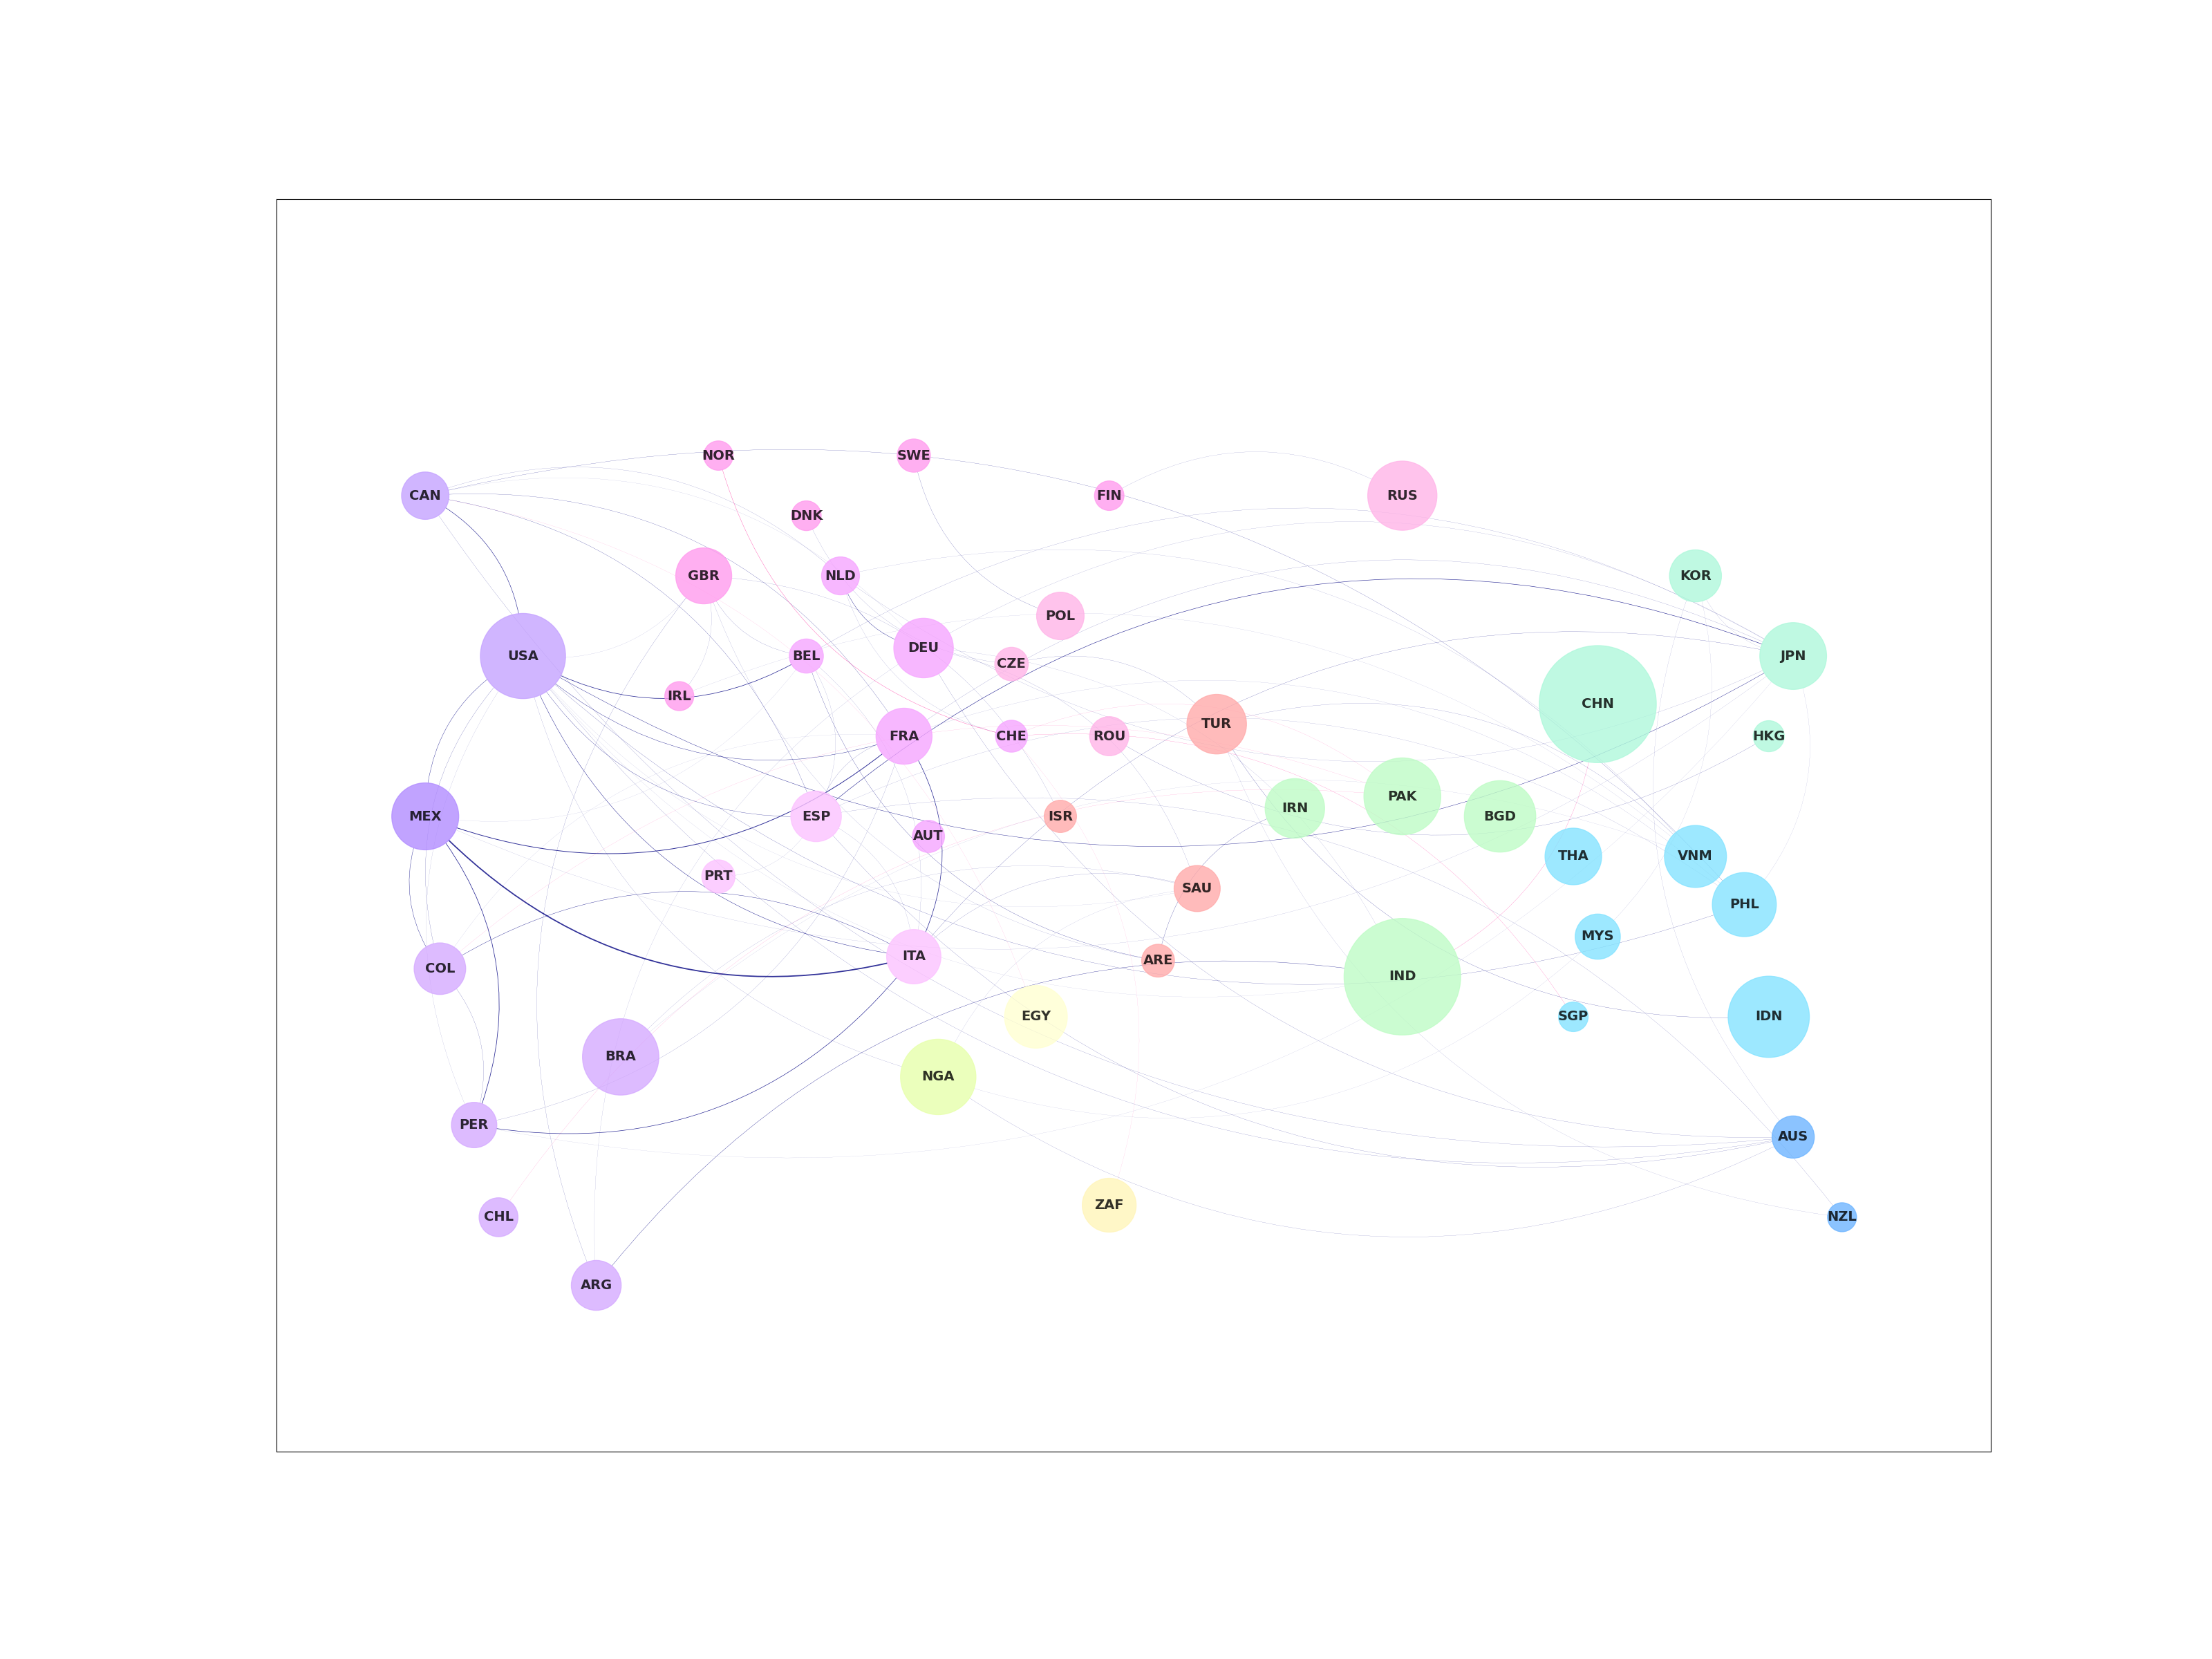 NOR
SWE
CAN
FIN
RUS
DNK
GBR
NLD
KOR
POL
USA
BEL
DEU
CZE
JPN
IRL
CHN
FRA
CHE
ROU
TUR
HKG
MEX
ESP
ISR
IRN
PAK
BGD
AUT
THA
VNM
PRT
SAU
PHL
COL
ITA
ARE
MYS
IND
EGY
SGP
IDN
BRA
NGA
PER
AUS
CHL
ZAF
NZL
ARG